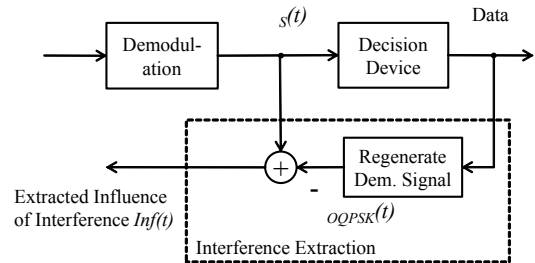 S(t)
Data
Demodul-
ation
Decision
Device
Regenerate
Dem. Signal
+
-
Extracted Influence
of Interference Inf(t)
OQPSK(t)
Interference Extraction